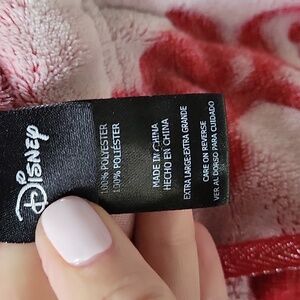 Disney
100% POLYESTER
100% POLIÉSTER
MADE IN CHINA
HECHO EN CHINA
EXTRA LARGE-EXTRA GRANDE
CARE ON REVERSE
VER AL DORSO PARA CUIDADO